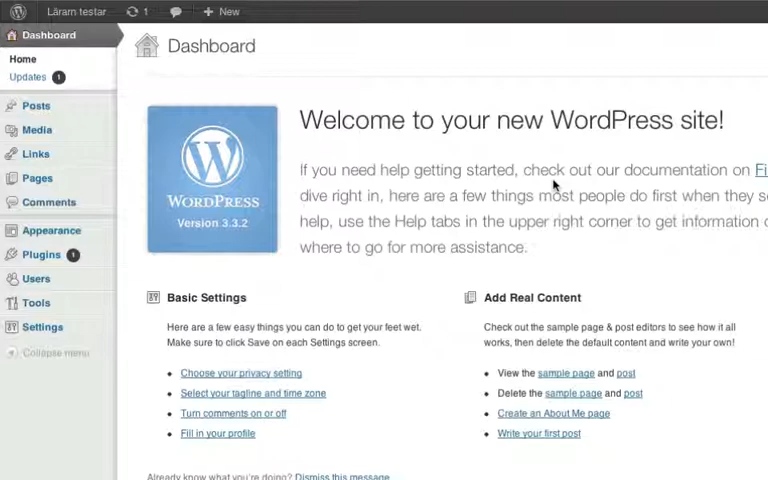 Lärarn testar 1 New
Dashboard
Home
Updates 1
Posts
Media
Links
Pages
Comments
Appearance
Plugins 1
Users
Tools
Settings
Collapse menu
Dashboard
WORDPRESS
Version 3.3.2
Welcome to your new WordPress site!
If you need help getting started, check out our documentation on
dive right in, here are a few things most people do first when they
help, use the Help tabs in the upper right corner to get information
where to go for more assistance.
Basic Settings
Here are a few easy things you can do to get your feet wet.
Make sure to click Save on each Settings screen.
• Choose your privacy setting
• Select your tagline and time zone
• Turn comments on or off
• Fill in your profile
Add Real Content
Check out the sample page & post editors to see how it all
works, then delete the default content and write your own!
• View the sample page and post
• Delete the sample page and post
• Create an About Me page
• Write your first post
Already know what you're doing? Dismiss this message